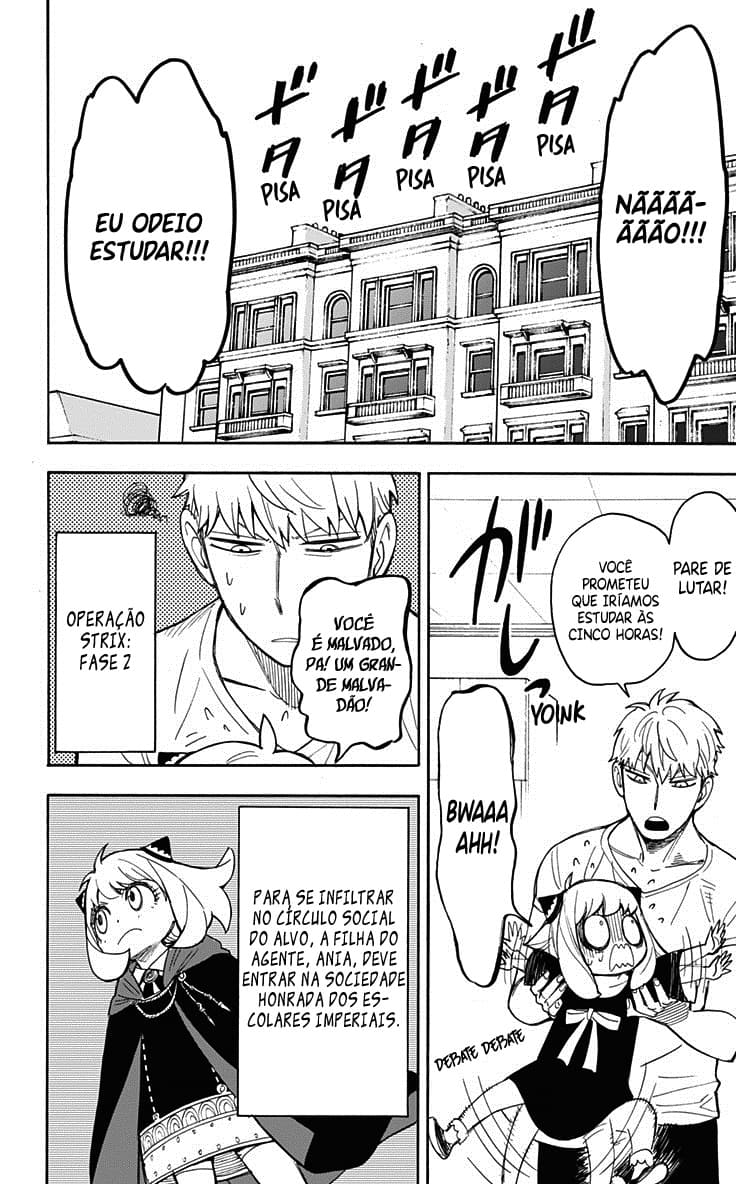 NÃÃÃÃ-
ÃÃÃO!!!
ドタ
PISA
ドタ
PISA
ドタ
PISA
ドタ
PISA
ドタ
PISA
EU ODEIO
ESTUDAR!!!
PARE DE
LUTAR!
VOCÊ
PROMETEU
QUE IRÍAMOS
ESTUDAR ÀS
CINCO HORAS!
ガシッ
YOINK
BWAAA
AHH!
DEBATE DEBATE
VOCÊ
É MALVADO,
PA! UM GRAN-
DE MALVA-
DÃO!
OPERAÇÃO
STRIX:
FASE 2
PARA SE INFILTRAR
NO CÍRCULO SOCIAL
DO ALVO, A FILHA DO
AGENTE, ANIA, DEVE
ENTRAR NA SOCIEDADE
HONRADA DOS ES-
COLARES IMPERIAIS.